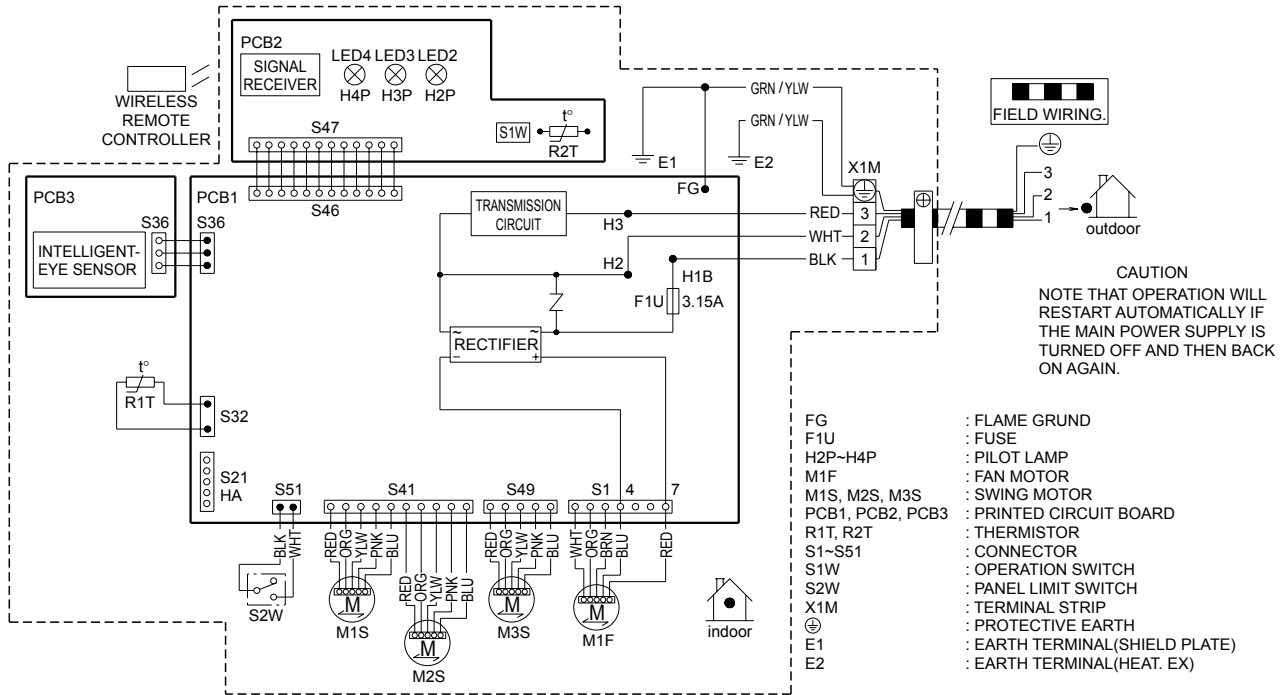 PCB2
SIGNAL
RECEIVER
LED4 LED3 LED2
H4P H3P H2P
WIRELESS
REMOTE
CONTROLLER
S47
S1W
t°
R2T
GRN / YLW
GRN / YLW
E1
E2
FIELD WIRING.
3
2
1
outdoor
X1M
3
2
1
RED
WHT
BLK
PCB3
S36
INTELLIGENT-
EYE SENSOR
PCB1
S36
S46
FG
TRANSMISSION
CIRCUIT
H3
H2
H1B
F1U
3.15A
~ ~
RECTIFIER
– +
CAUTION
NOTE THAT OPERATION WILL
RESTART AUTOMATICALLY IF
THE MAIN POWER SUPPLY IS
TURNED OFF AND THEN BACK
ON AGAIN.
t°
R1T
S32
S21
HA
S51
S41
S49
S1 4 7
BLK
WHT
RED
ORG
YLW
PNK
BLU
RED
ORG
YLW
PNK
BLU
RED
ORG
YLW
PNK
BLU
WHT
ORG
BRN
BLU
RED
S2W
M
M1S
M
M2S
M
M3S
M
M1F
indoor
FG : FLAME GRUND
F1U : FUSE
H2P~H4P : PILOT LAMP
M1F : FAN MOTOR
M1S, M2S, M3S : SWING MOTOR
PCB1, PCB2, PCB3 : PRINTED CIRCUIT BOARD
R1T, R2T : THERMISTOR
S1~S51 : CONNECTOR
S1W : OPERATION SWITCH
S2W : PANEL LIMIT SWITCH
X1M : TERMINAL STRIP
: PROTECTIVE EARTH
E1 : EARTH TERMINAL(SHIELD PLATE)
E2 : EARTH TERMINAL(HEAT. EX)